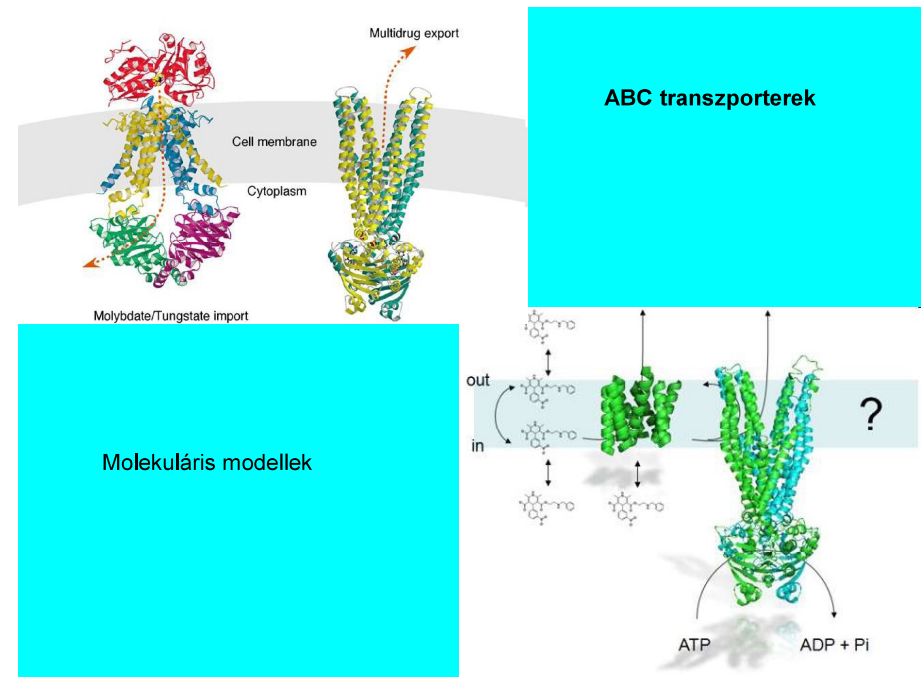 Multidrug export
ABC transzporterek
Cell membrane
Cytoplasm
Molybdate/Tungstate import
Molekuláris modellek
out
in
?
ATP
ADP + Pi